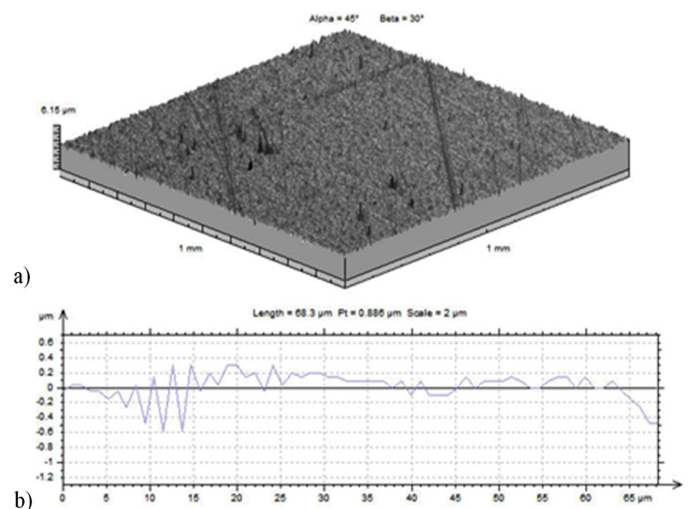 Alpha = 45° Beta = 30°
6.15 µm
1 mm 1 mm
a)
µm Length = 68.3 µm Pt = 0.886 µm Scale = 2 µm
0.6
0.4
0.2
0
-0.2
-0.4
-0.6
-0.8
-1
-1.2
0 5 10 15 20 25 30 35 40 45 50 55 60 65 µm
b)